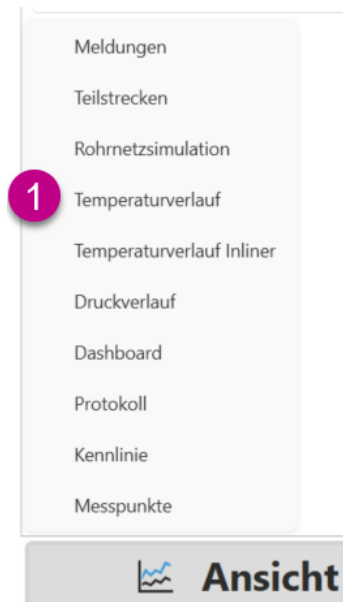 Meldungen
Teilstrecken
Rohrnetzsimulation
1 Temperaturverlauf
Temperaturverlauf Inliner
Druckverlauf
Dashboard
Protokoll
Kennlinie
Messpunkte
Ansicht